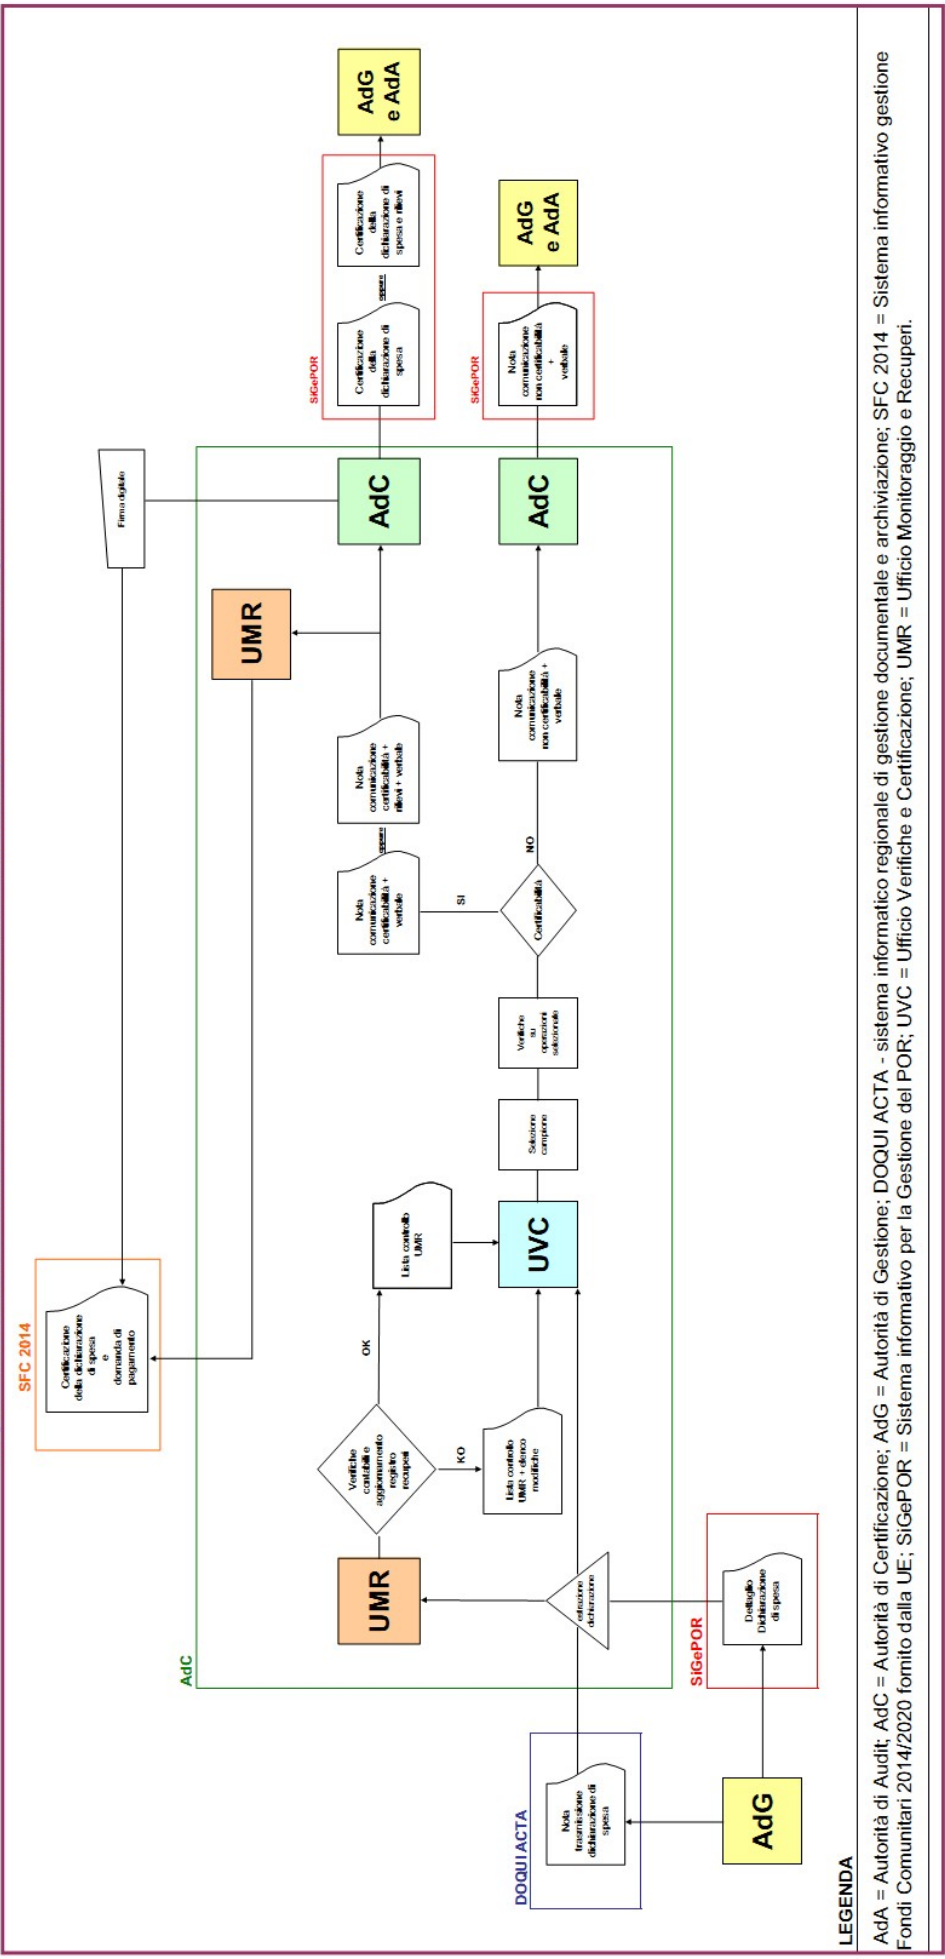 SFC 2014
Certificazione
della dichiarazione
di spesa
e
domanda di
pagamento
Firma digitale
AdC
UMR
Verifiche
contabili e
aggiornamento
registro
recuperi
OK
KO
Lista controllo
UMR
Lista controllo
UMR + elenco
modifiche
UVC
Selezione
campione
Verifiche
su
operazioni
selezionate
Certificabilità
SI
NO
Nota
comunicazione
certificabilità +
verbale
oppure
Nota
comunicazione
certificabilità +
rilievi + verbale
UMR
AdC
SiGePOR
Certificazione
della
dichiarazione di
spesa
oppure
Certificazione
della
dichiarazione di
spesa e rilievi
AdG
e AdA
Nota
comunicazione
non certificabilità +
verbale
AdC
SiGePOR
Nota
comunicazione
non certificabilità
+
verbale
AdG
e AdA
DOQUI ACTA
Nota
trasmissione
dichiarazione di
spesa
AdG
SiGePOR
Dettaglio
Dichiarazione
di spesa
estrazione
dichiarazione
LEGENDA
AdA = Autorità di Audit; AdC = Autorità di Certificazione; AdG = Autorità di Gestione; DOQUI ACTA - sistema informatico regionale di gestione documentale e archiviazione; SFC 2014 = Sistema informativo gestione
Fondi Comunitari 2014/2020 fornito dalla UE; SiGePOR = Sistema informativo per la Gestione del POR; UVC = Ufficio Verifiche e Certificazione; UMR = Ufficio Monitoraggio e Recuperi.